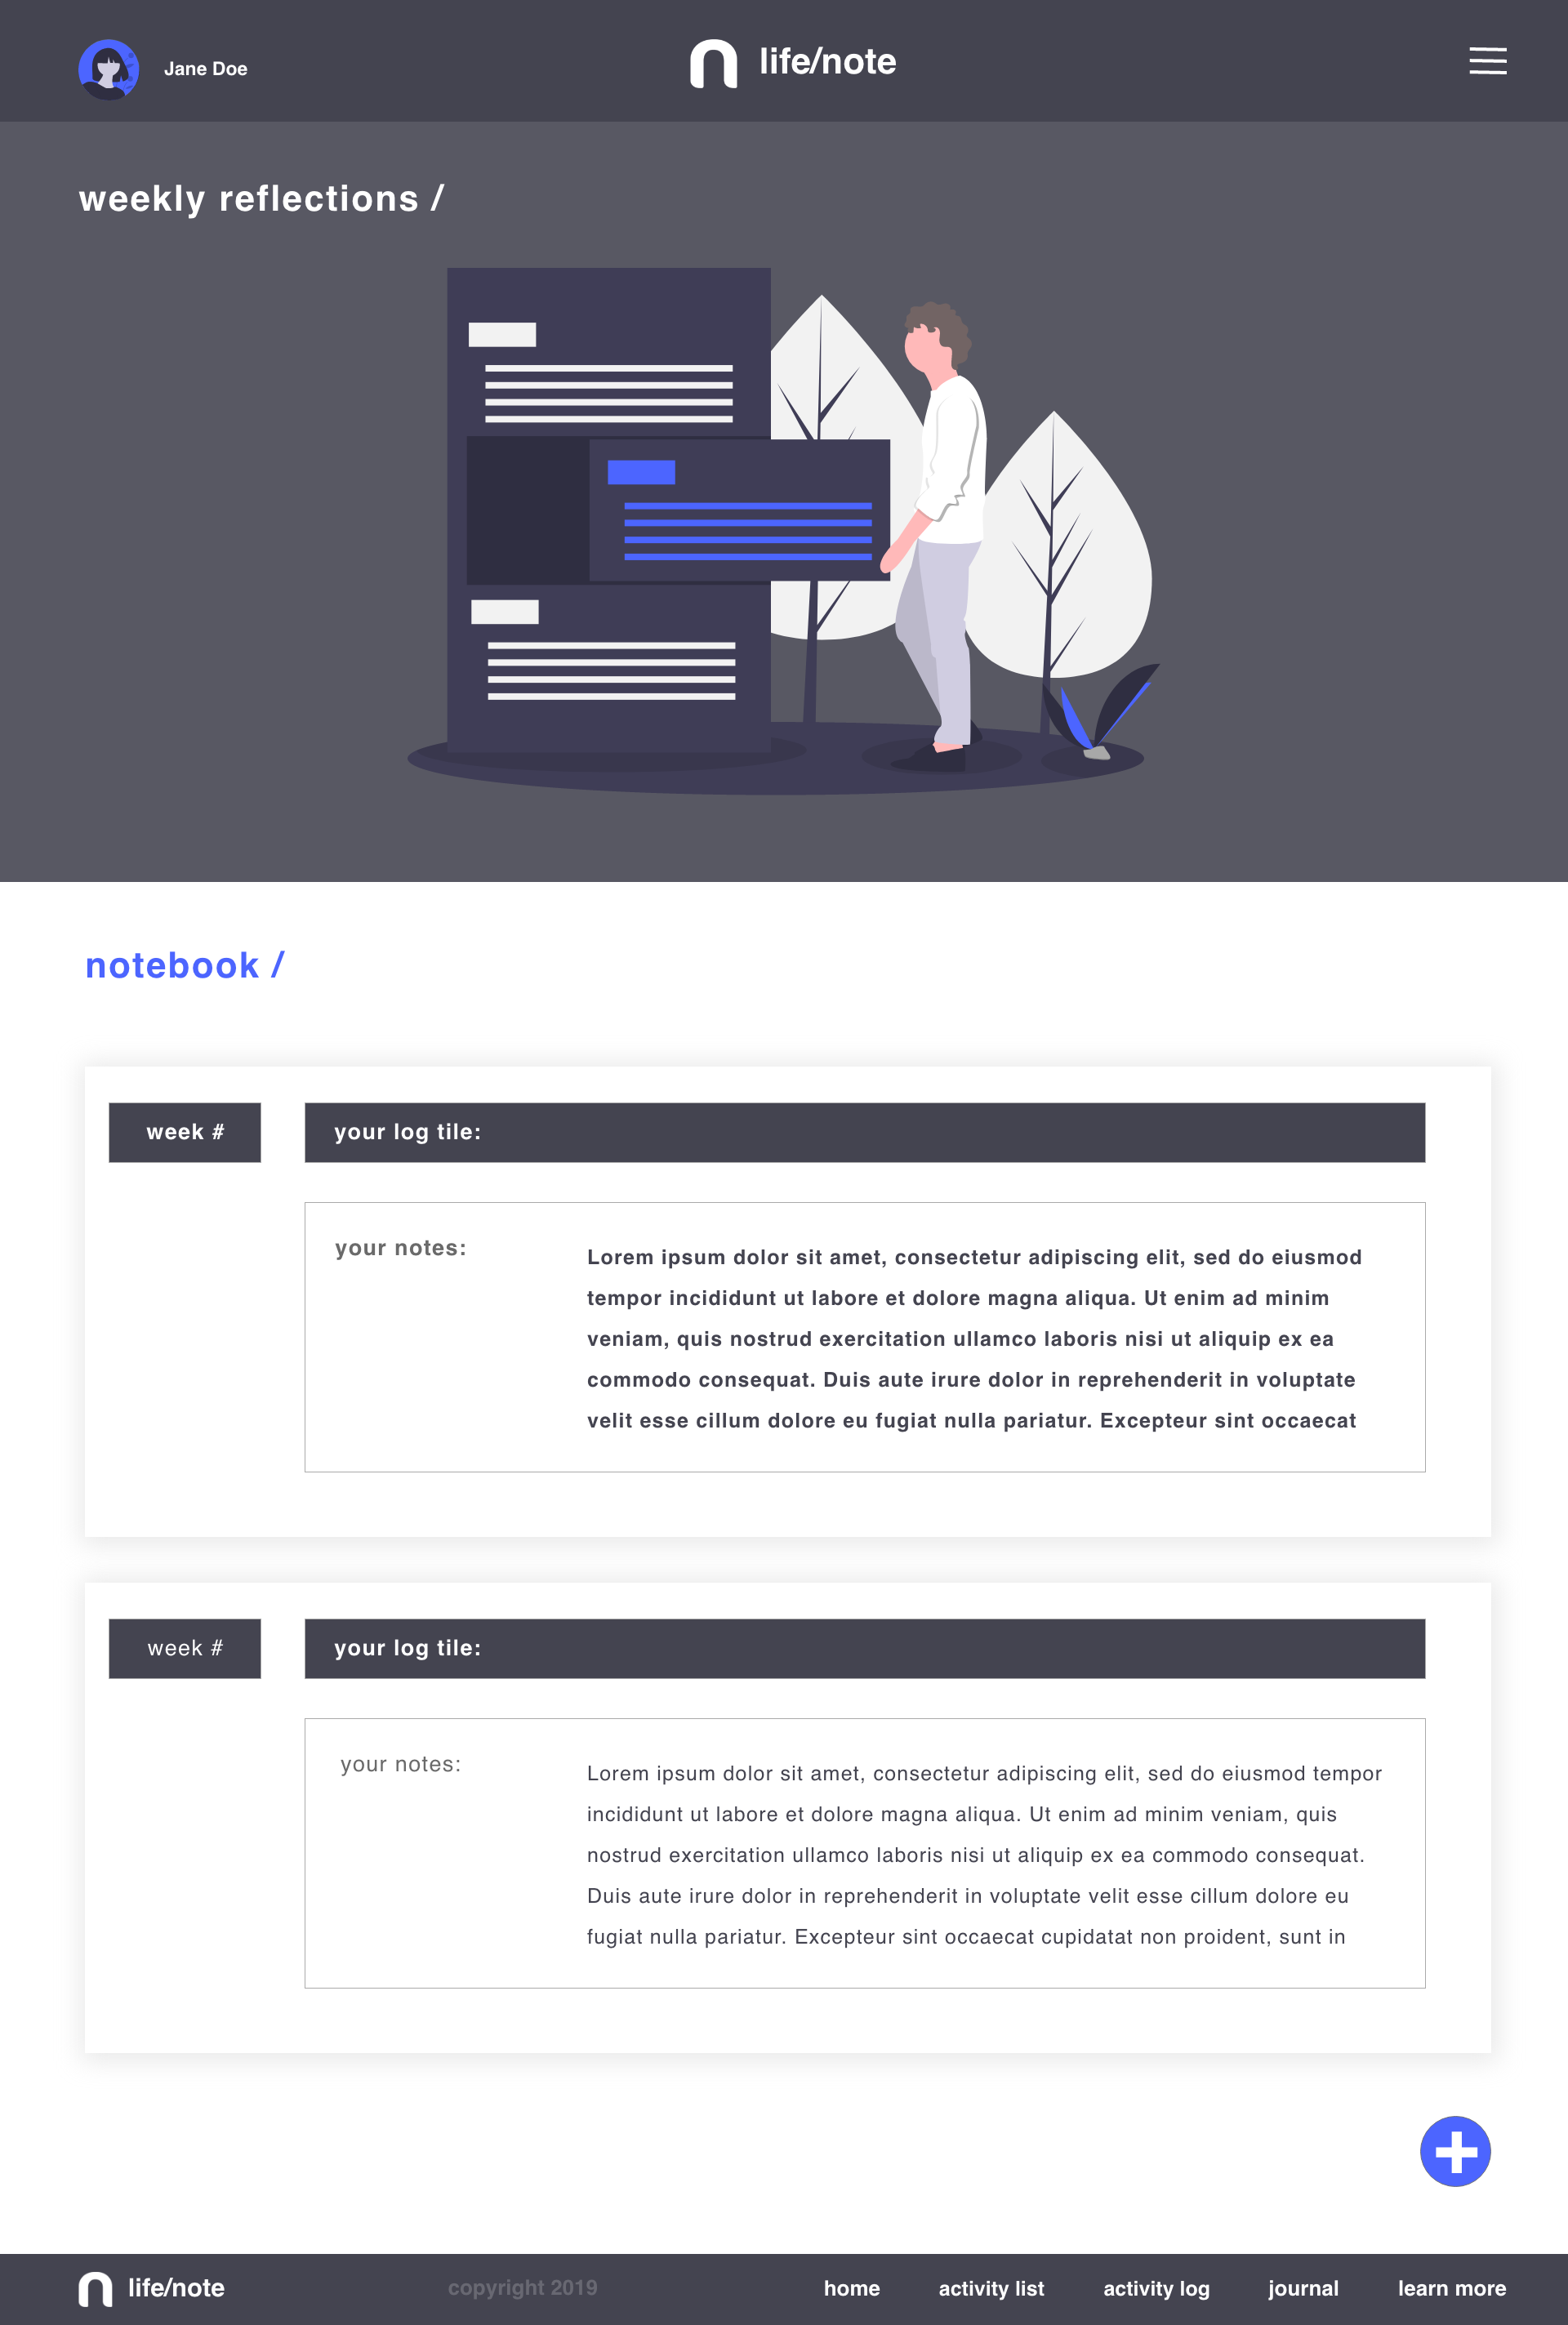 Jane Doe
life/note
weekly reflections /
notebook /
week #
your log tile:
your notes:
Lorem ipsum dolor sit amet, consectetur adipiscing elit, sed do eiusmod
tempor incididunt ut labore et dolore magna aliqua. Ut enim ad minim
veniam, quis nostrud exercitation ullamco laboris nisi ut aliquip ex ea
commodo consequat. Duis aute irure dolor in reprehenderit in voluptate
velit esse cillum dolore eu fugiat nulla pariatur. Excepteur sint occaecat
week #
your log tile:
your notes:
Lorem ipsum dolor sit amet, consectetur adipiscing elit, sed do eiusmod tempor
incididunt ut labore et dolore magna aliqua. Ut enim ad minim veniam, quis
nostrud exercitation ullamco laboris nisi ut aliquip ex ea commodo consequat.
Duis aute irure dolor in reprehenderit in voluptate velit esse cillum dolore eu
fugiat nulla pariatur. Excepteur sint occaecat cupidatat non proident, sunt in
life/note
copyright 2019
home
activity list
activity log
journal
learn more